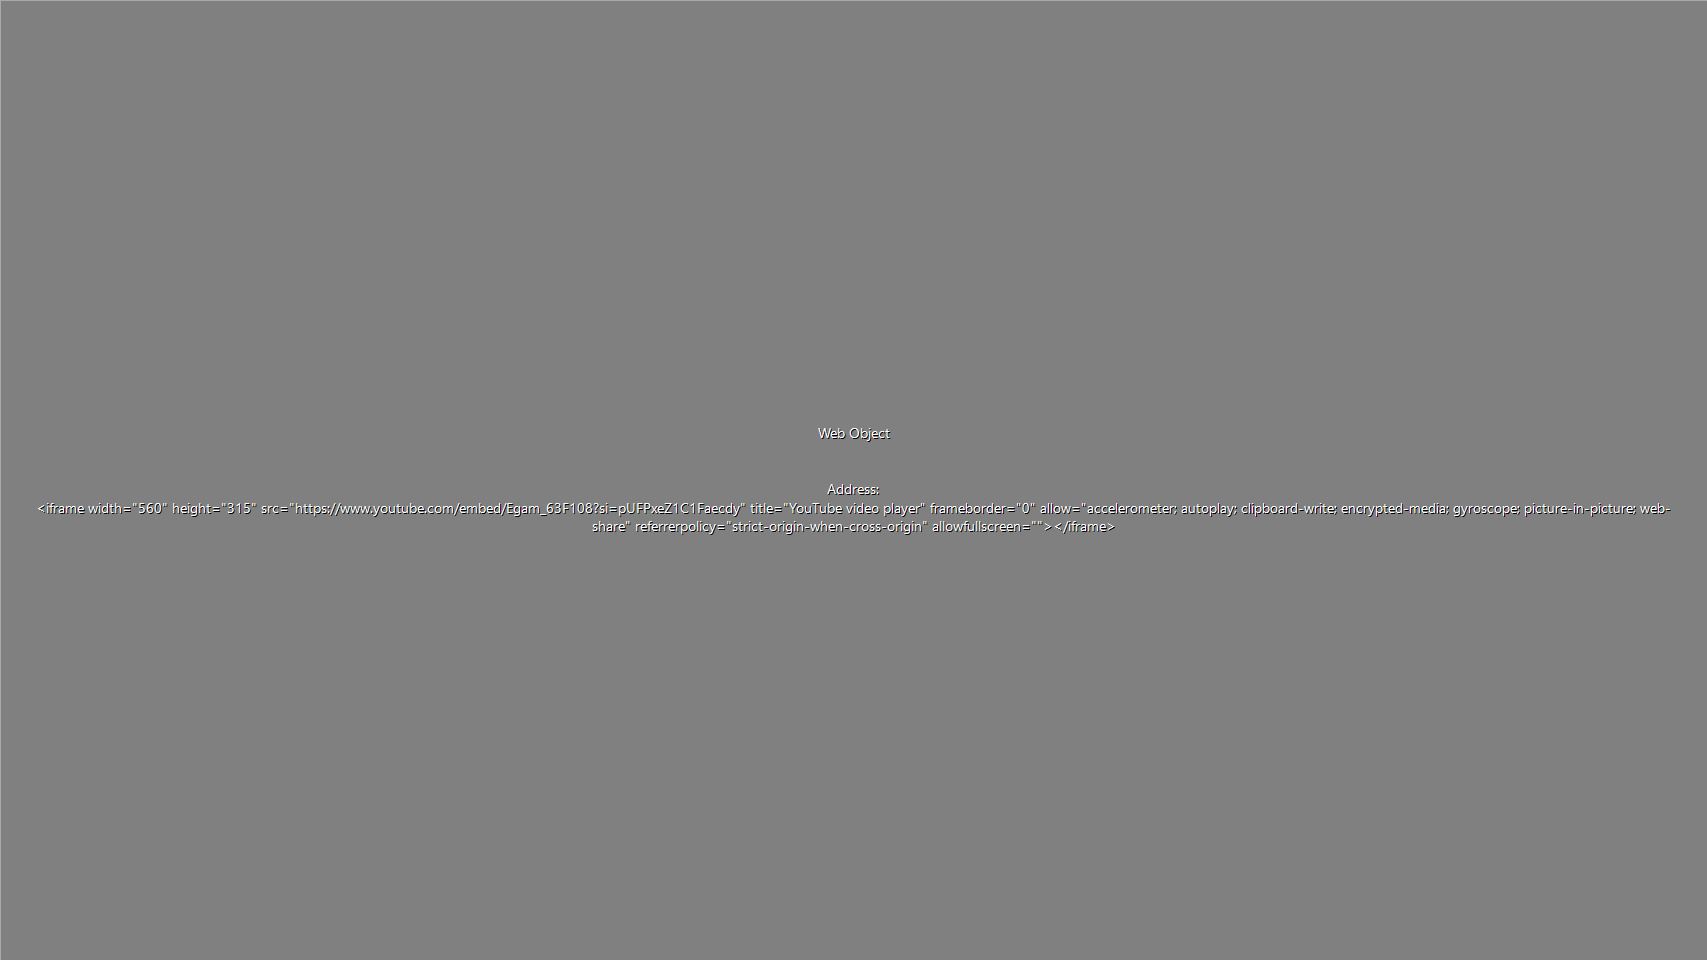 Web Object
Address:
<iframe width="560" height="315" src="https://www.youtube.com/embed/Egam_63F108?si=pUFPxeZ1C1Faecdy" title="YouTube video player" frameborder="0" allow="accelerometer; autoplay; clipboard-write; encrypted-media; gyroscope; picture-in-picture; web-
share" referrerpolicy="strict-origin-when-cross-origin" allowfullscreen=""></iframe>